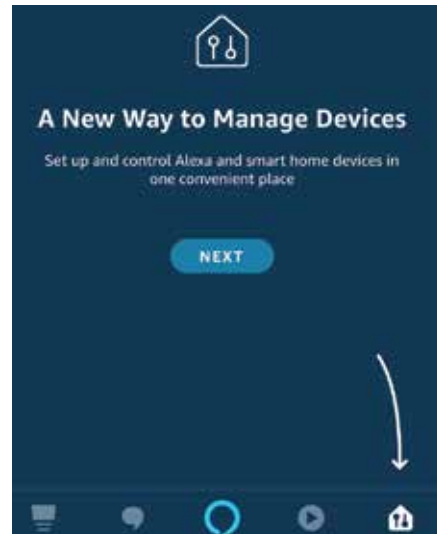 A New Way to Manage Devices
Set up and control Alexa and smart home devices in
one convenient place
NEXT